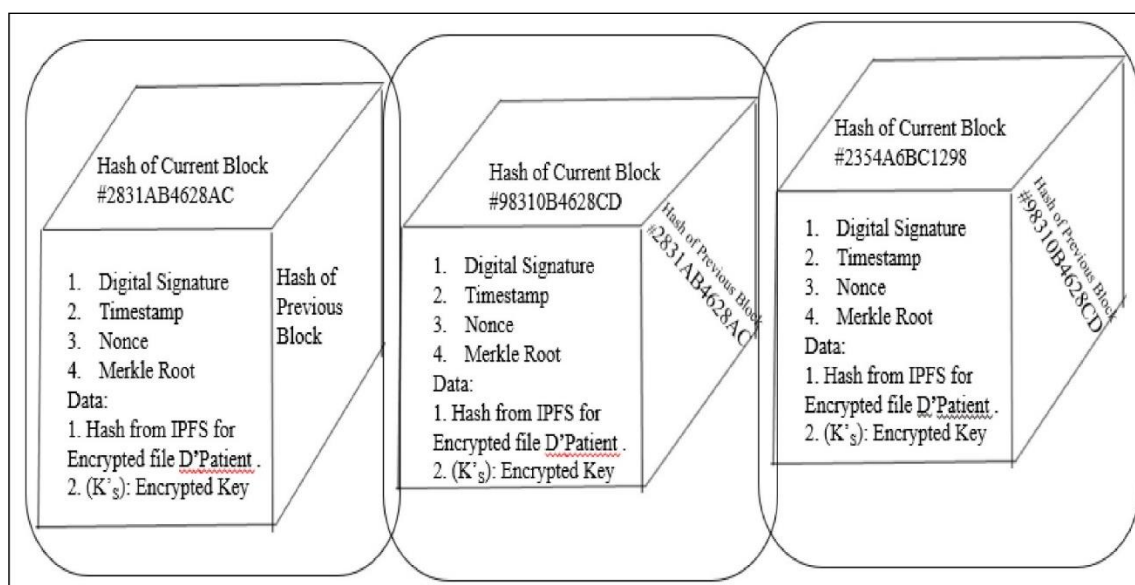 Hash of Current Block
#2831AB4628AC
1. Digital Signature
2. Timestamp
3. Nonce
4. Merkle Root
Data:
1. Hash from IPFS for
Encrypted file D’Patient .
2. (K’s): Encrypted Key
Hash of
Previous
Block
Hash of Current Block
#98310B4628CD
1. Digital Signature
2. Timestamp
3. Nonce
4. Merkle Root
Data:
1. Hash from IPFS for
Encrypted file D’Patient .
2. (K’s): Encrypted Key
Hash of Previous Block
#2831AB4628AC
Hash of Current Block
#2354A6BC1298
1. Digital Signature
2. Timestamp
3. Nonce
4. Merkle Root
Data:
1. Hash from IPFS for
Encrypted file D’Patient .
2. (K’s): Encrypted Key
Hash of Previous Block
#98310B4628CD